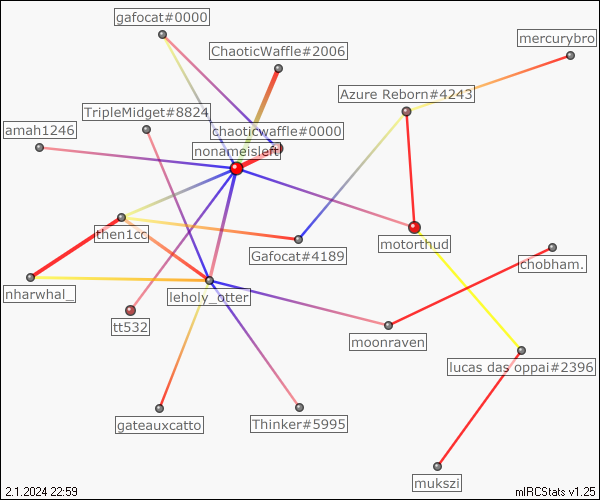 gafocat#0000
mercurybro
ChaoticWaffle#2006
Azure Reborn#4243
TripleMidget#8824
amah1246
chaoticwaffle#0000
nonameisleft
then1cc
motorthud
Gafocat#4189
chobham.
nharwhal_
leholy_otter
tt532
moonraven
lucas das oppai#2396
gateauxcatto
Thinker#5995
mukszi
2.1.2024 22:59
mIRCStats v1.25